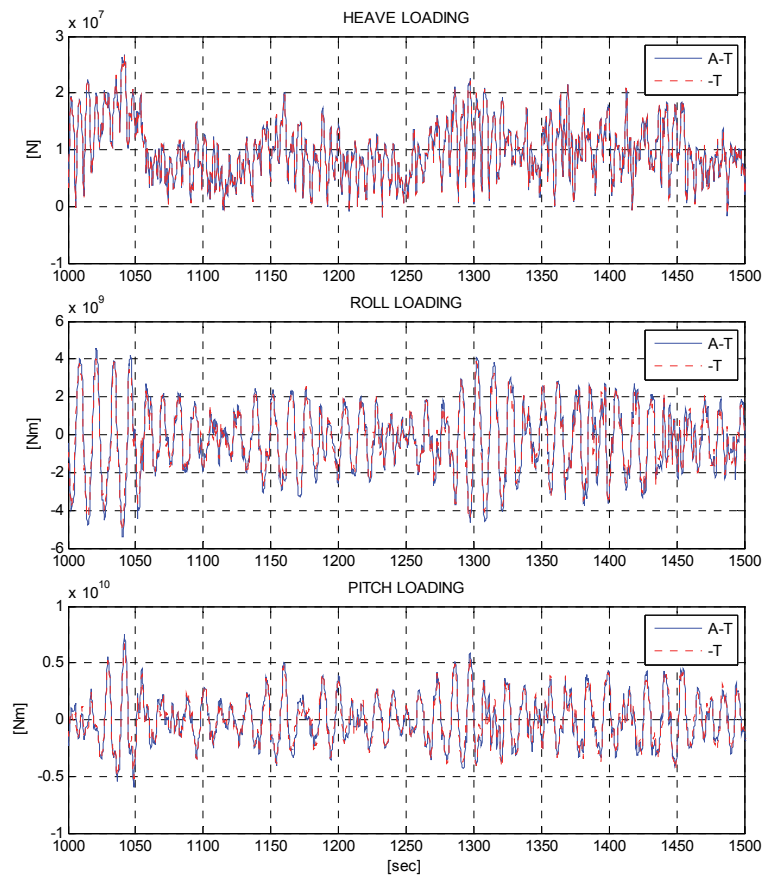 HEAVE LOADING
x 10^7
3
2
1
0
-1
[N]
A-T
-T
1000 1050 1100 1150 1200 1250 1300 1350 1400 1450 1500
ROLL LOADING
x 10^9
6
4
2
0
-2
-4
-6
[Nm]
A-T
-T
1000 1050 1100 1150 1200 1250 1300 1350 1400 1450 1500
PITCH LOADING
x 10^10
1
0.5
0
-0.5
-1
[Nm]
A-T
-T
1000 1050 1100 1150 1200 1250 1300 1350 1400 1450 1500
[sec]